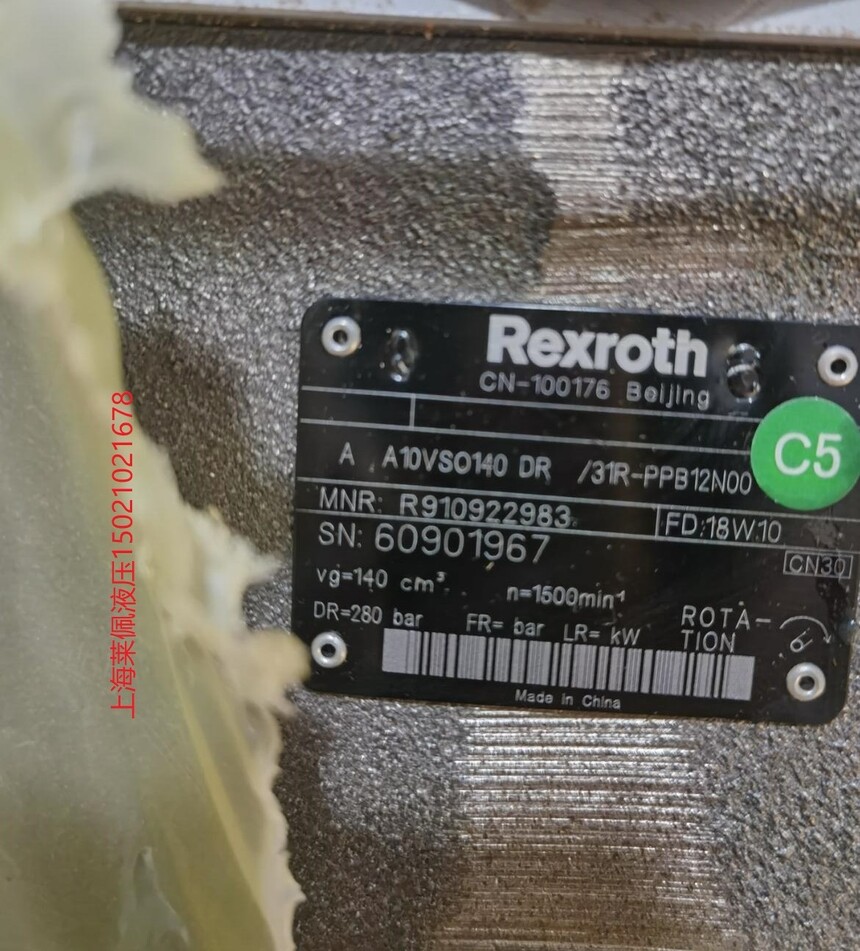 Rexroth
CN-100176 Beijing
C5
A A10VSO140 DR /31R-PPB12N00
MNR: R910922983
FD:18W10
SN: 60901967
CN30
vg=140 cm³
n=1500min⁻¹
DR=280 bar
FR= bar
LR= kW
ROTA-
TION
Made in China
上海莱佩液压15021021678